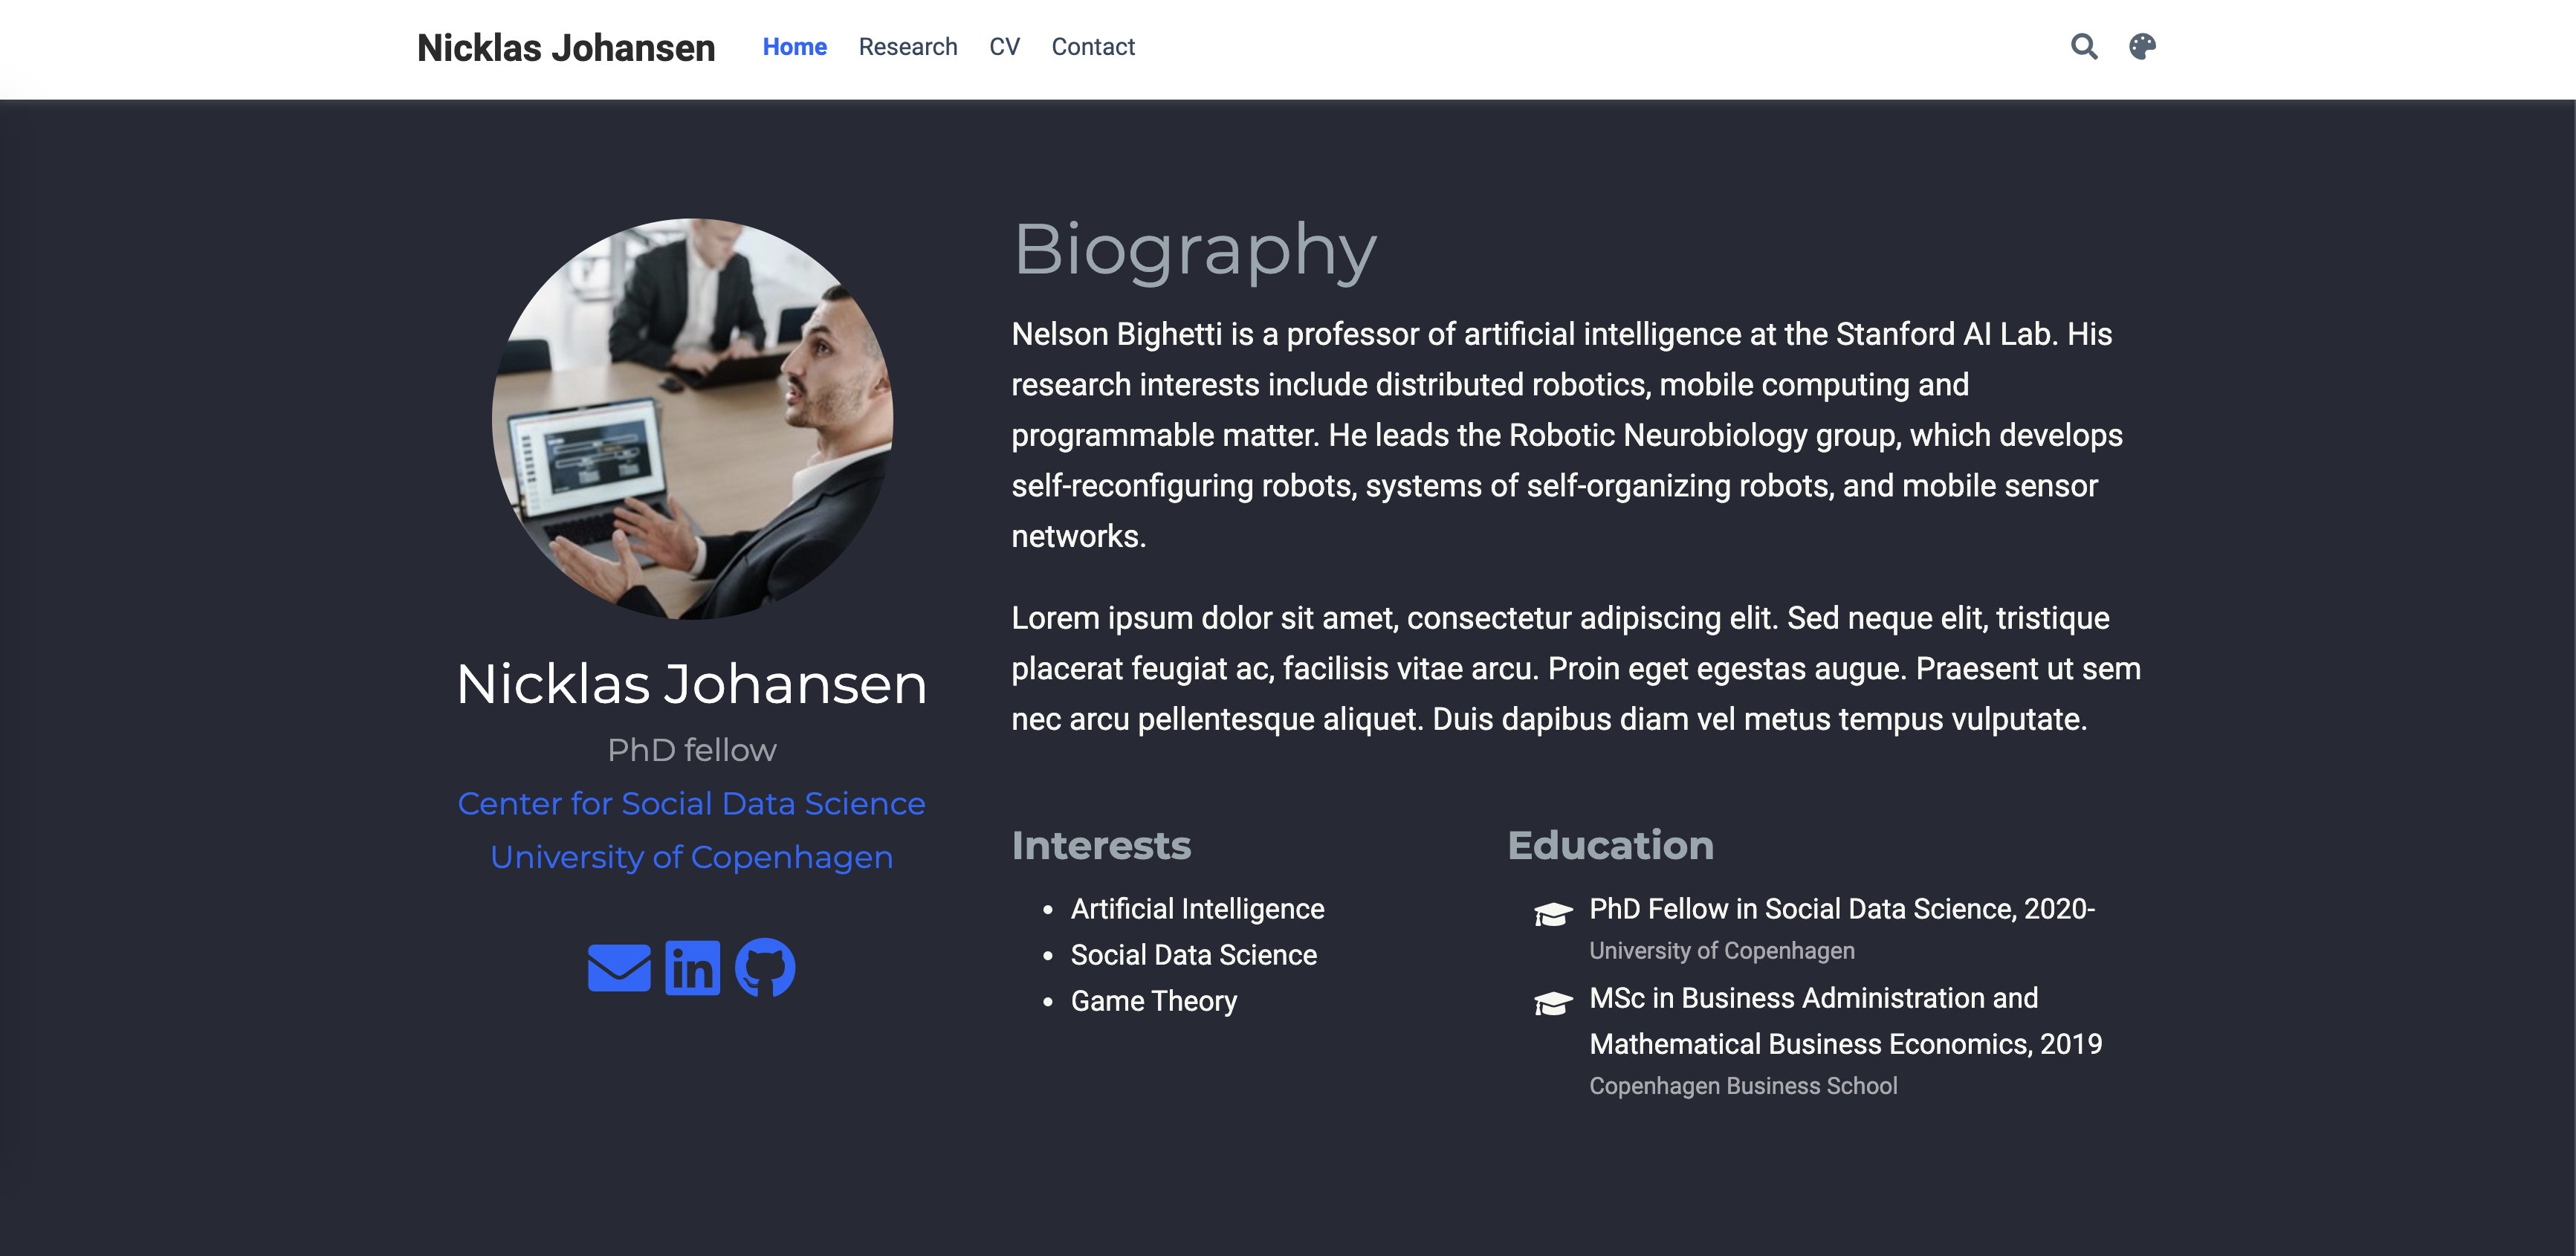 Nicklas Johansen
Home Research CV Contact
Nicklas Johansen
PhD fellow
Center for Social Data Science
University of Copenhagen
in
Biography
Nelson Bighetti is a professor of artificial intelligence at the Stanford AI Lab. His
research interests include distributed robotics, mobile computing and
programmable matter. He leads the Robotic Neurobiology group, which develops
self-reconfiguring robots, systems of self-organizing robots, and mobile sensor
networks.
Lorem ipsum dolor sit amet, consectetur adipiscing elit. Sed neque elit, tristique
placerat feugiat ac, facilisis vitae arcu. Proin eget egestas augue. Praesent ut sem
nec arcu pellentesque aliquet. Duis dapibus diam vel metus tempus vulputate.
Interests
• Artificial Intelligence
• Social Data Science
• Game Theory
Education
PhD Fellow in Social Data Science, 2020-
University of Copenhagen
MSc in Business Administration and
Mathematical Business Economics, 2019
Copenhagen Business School